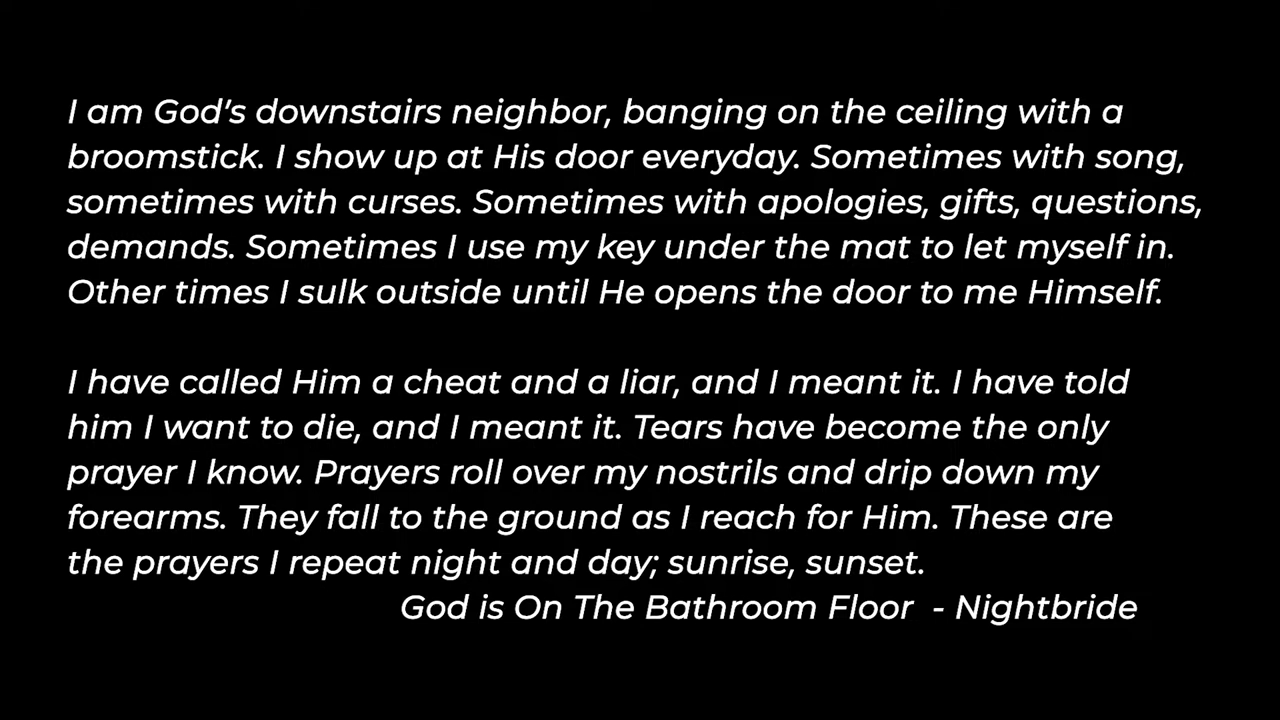 I am God's downstairs neighbor, banging on the ceiling with a
broomstick. I show up at His door everyday. Sometimes with song,
sometimes with curses. Sometimes with apologies, gifts, questions,
demands. Sometimes I use my key under the mat to let myself in.
Other times I sulk outside until He opens the door to me Himself.
I have called Him a cheat and a liar, and I meant it. I have told
him I want to die, and I meant it. Tears have become the only
prayer I know. Prayers roll over my nostrils and drip down my
forearms. They fall to the ground as I reach for Him. These are
the prayers I repeat night and day; sunrise, sunset.
God is On The Bathroom Floor - Nightbride